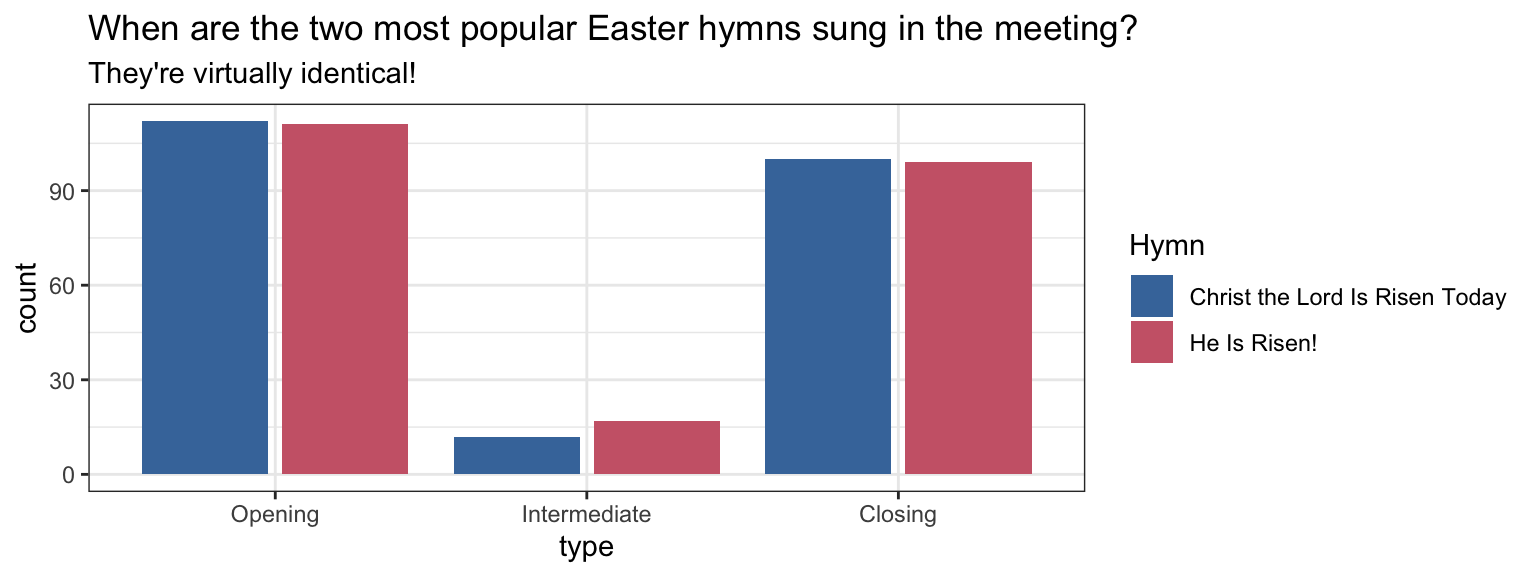 When are the two most popular Easter hymns sung in the meeting?
They're virtually identical!
count
90
60
30
0
Opening Intermediate Closing
type
Hymn
Christ the Lord Is Risen Today
He Is Risen!